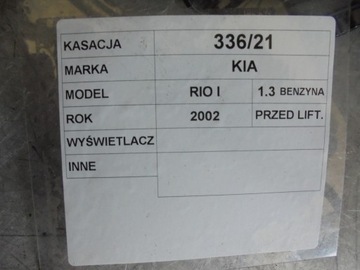 KASACJA 336/21
MARKA KIA
MODEL RIO I 1.3 BENZYNA
ROK 2002 PRZED LIFT.
WYŚWIETLACZ
INNE